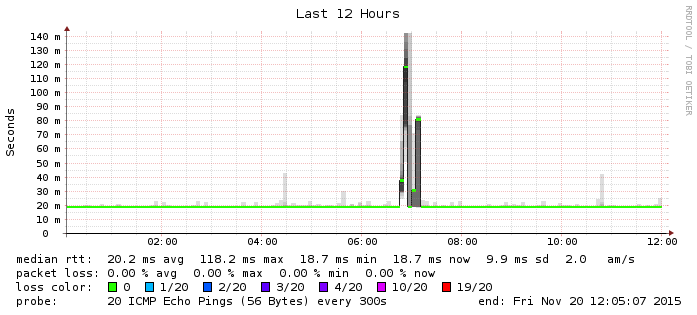 Last 12 Hours
RRDTOOL / TOBI OETIKER
Seconds
140 m
130 m
120 m
110 m
100 m
90 m
80 m
70 m
60 m
50 m
40 m
30 m
20 m
10 m
0
02:00 04:00 06:00 08:00 10:00 12:00
median rtt: 20.2 ms avg 118.2 ms max 18.7 ms min 18.7 ms now 9.9 ms sd 2.0 am/s
packet loss: 0.00 % avg 0.00 % max 0.00 % min 0.00 % now
loss color: 0 1/20 2/20 3/20 4/20 10/20 19/20
probe: 20 ICMP Echo Pings (56 Bytes) every 300s end: Fri Nov 20 12:05:07 2015